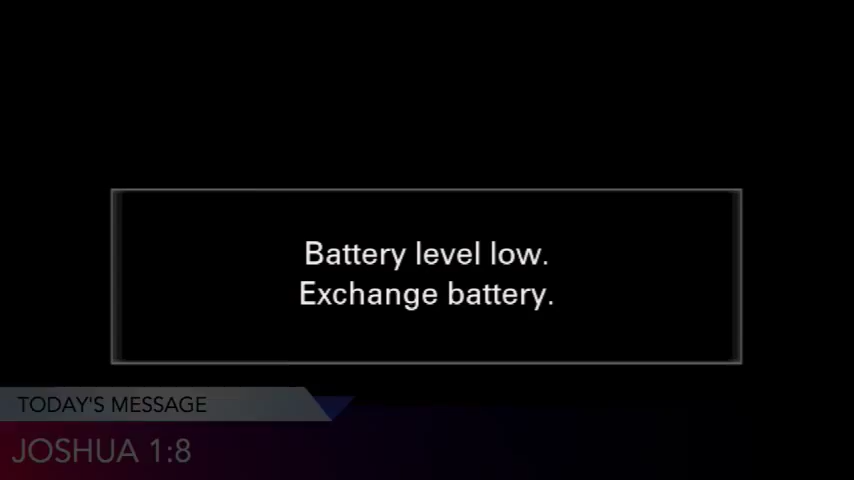 Battery level low.
Exchange battery.
TODAY'S MESSAGE
JOSHUA 1:8